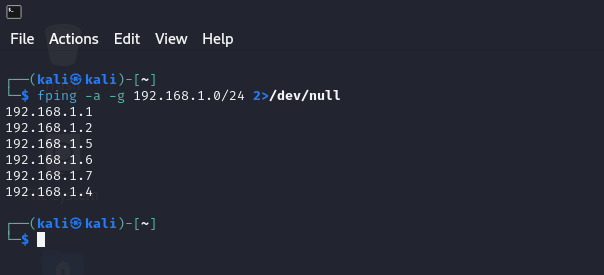 File Actions Edit View Help
┌──(kali㉿kali)-[~]
└─$ fping -a -g 192.168.1.0/24 2>/dev/null
192.168.1.1
192.168.1.2
192.168.1.5
192.168.1.6
192.168.1.7
192.168.1.4
┌──(kali㉿kali)-[~]
└─$